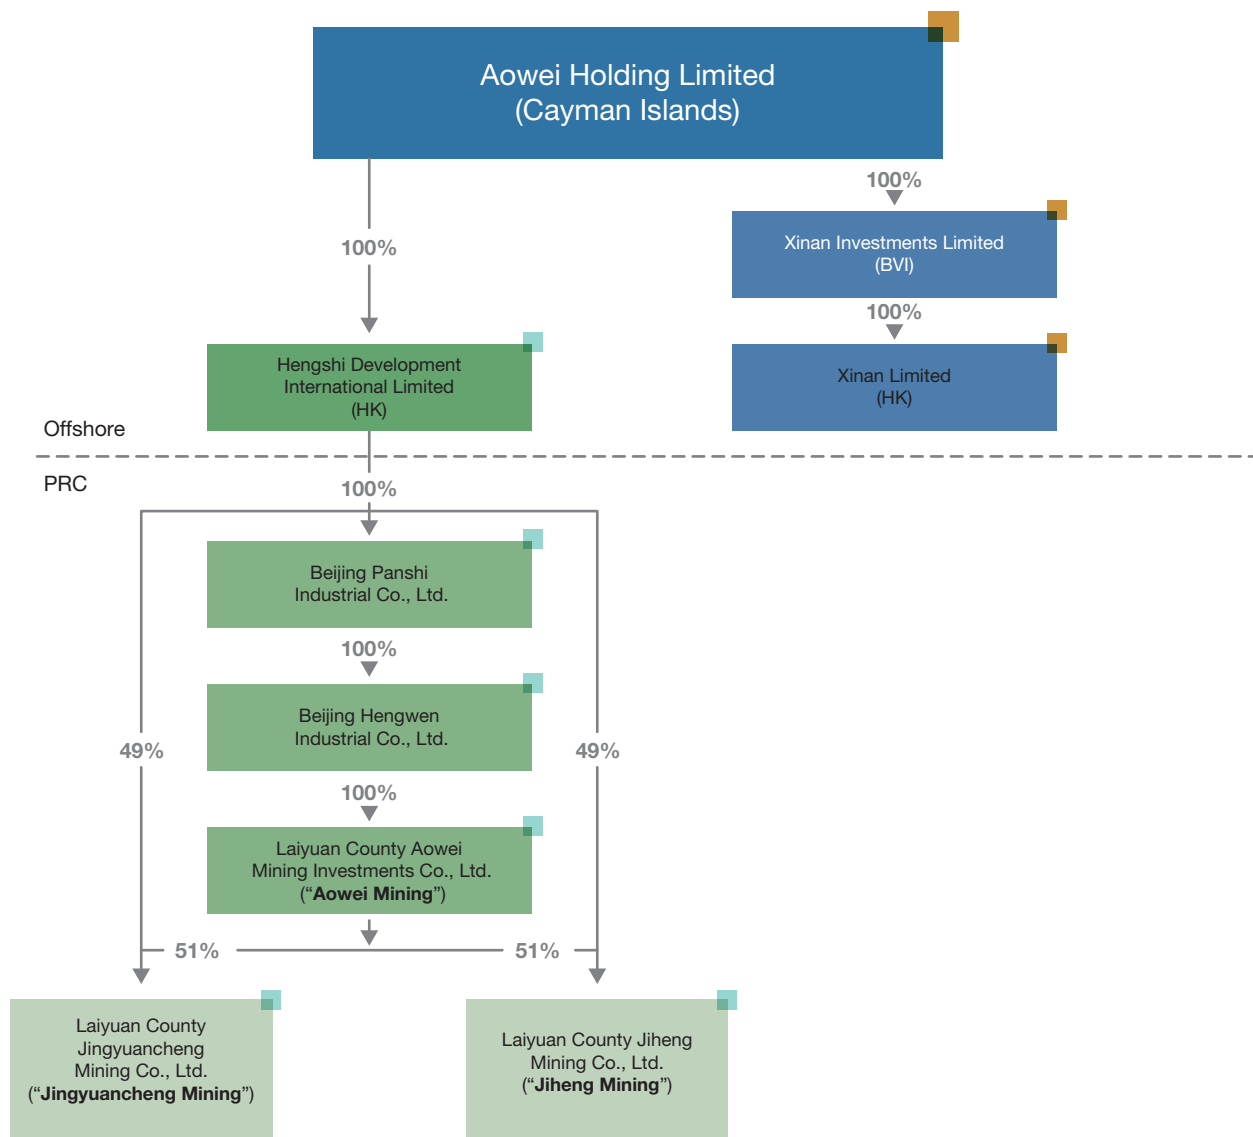 Aowei Holding Limited
(Cayman Islands)
100%
Xinan Investments Limited
(BVI)
100%
100%
Hengshi Development
International Limited
(HK)
Xinan Limited
(HK)
Offshore
PRC
100%
Beijing Panshi
Industrial Co., Ltd.
100%
Beijing Hengwen
Industrial Co., Ltd.
49%
49%
100%
Laiyuan County Aowei
Mining Investments Co., Ltd.
(“Aowei Mining”)
51%
51%
Laiyuan County
Jingyuancheng
Mining Co., Ltd.
(“Jingyuancheng Mining”)
Laiyuan County Jiheng
Mining Co., Ltd.
(“Jiheng Mining”)